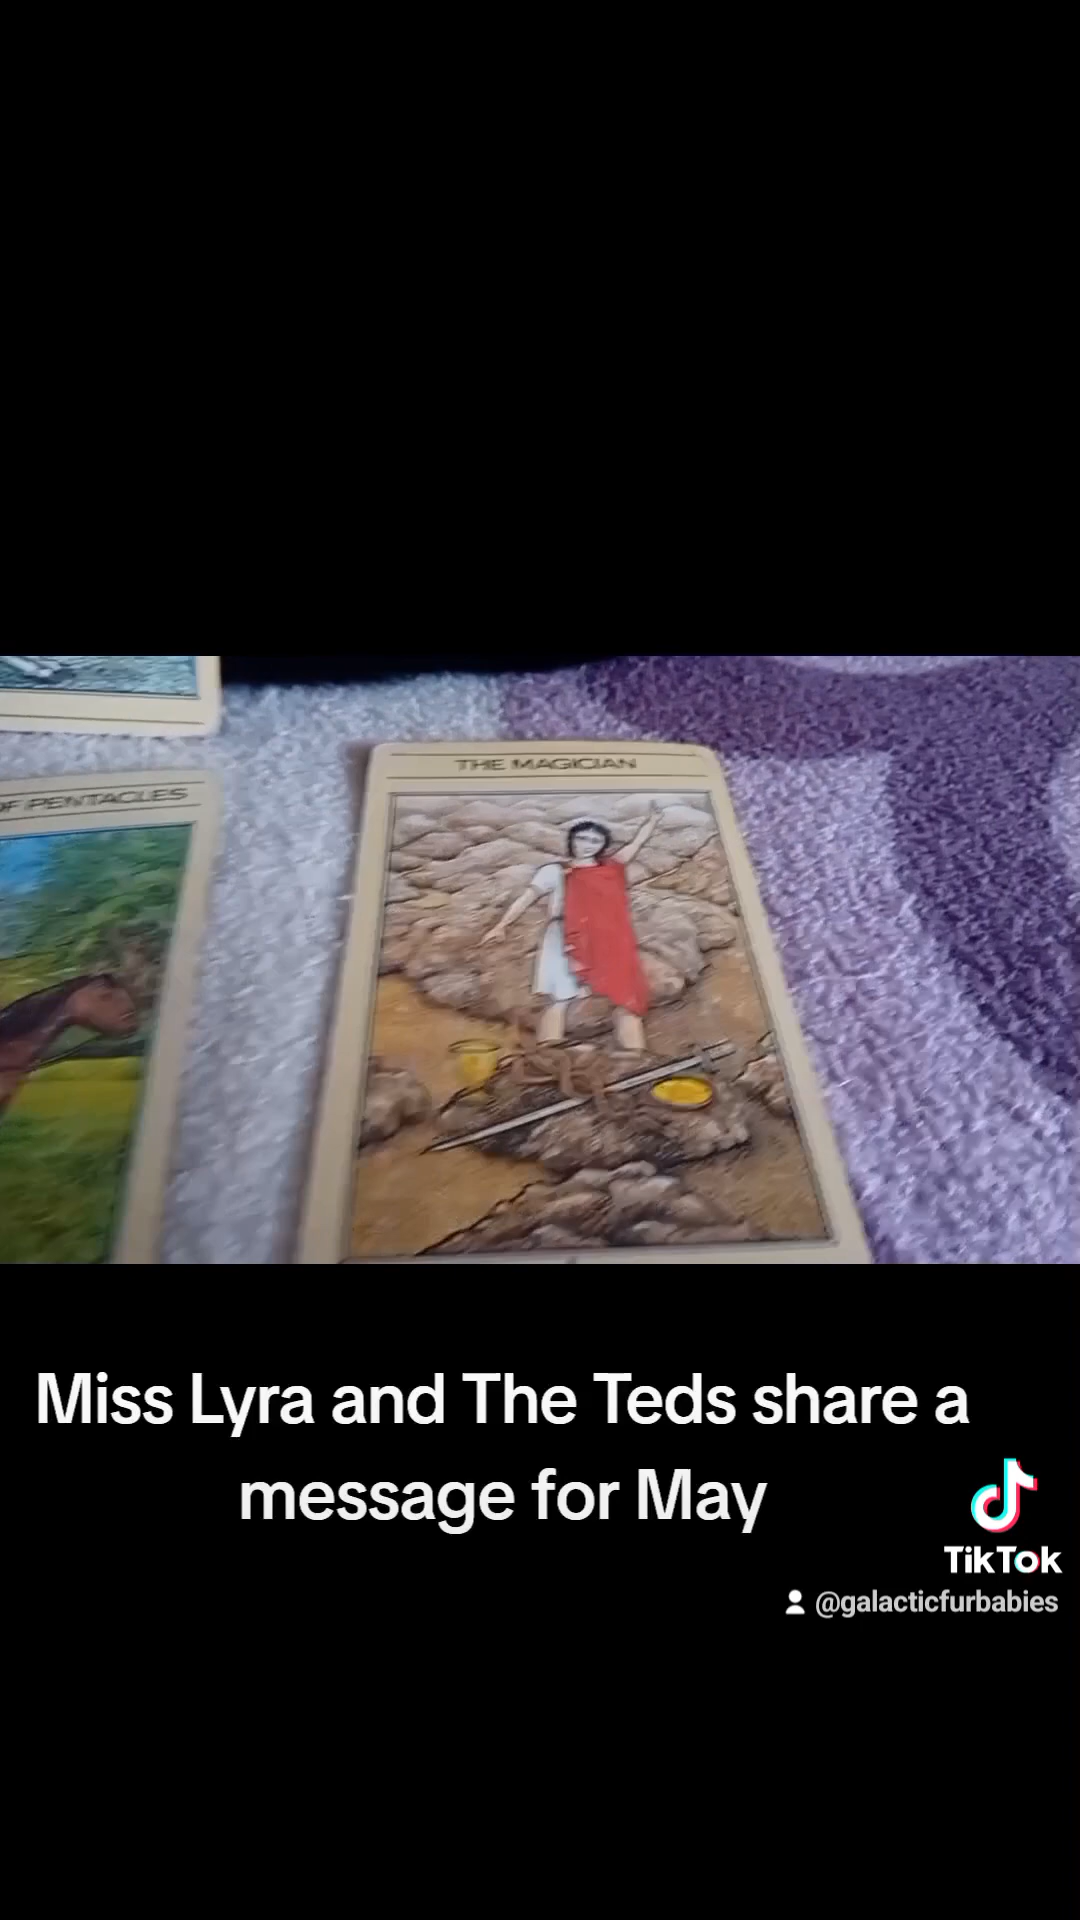 THE MAGICIAN
OF PENTACLES
Miss Lyra and The Teds share a
message for May
TikTok
@galacticfurbabies